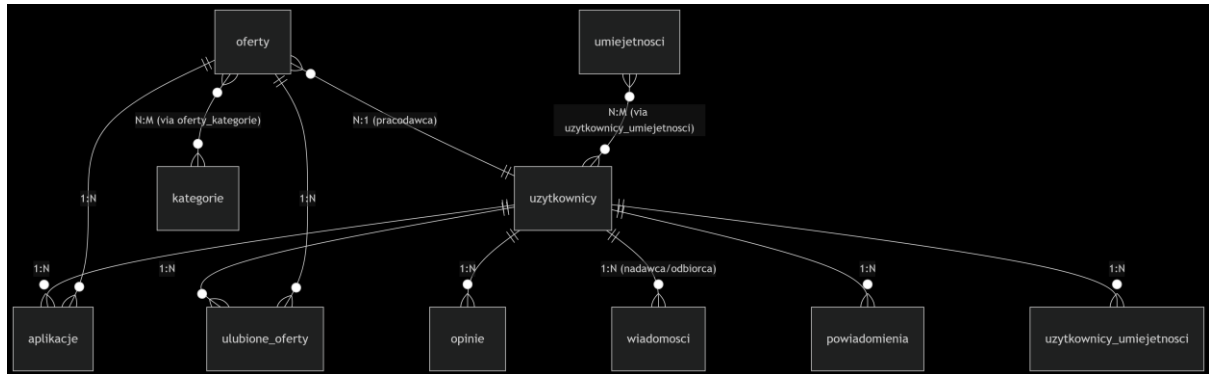 oferty
umiejetnosci
N:M (via oferty_kategorie)
N:1 (pracodawca)
N:M (via
uzytkownicy_umiejetnosci)
1:N
kategorie
1:N
uzytkownicy
1:N
1:N
1:N
1:N (nadawca/odbiorca)
1:N
1:N
aplikacje
ulubione_oferty
opinie
wiadomosci
powiadomienia
uzytkownicy_umiejetnosci